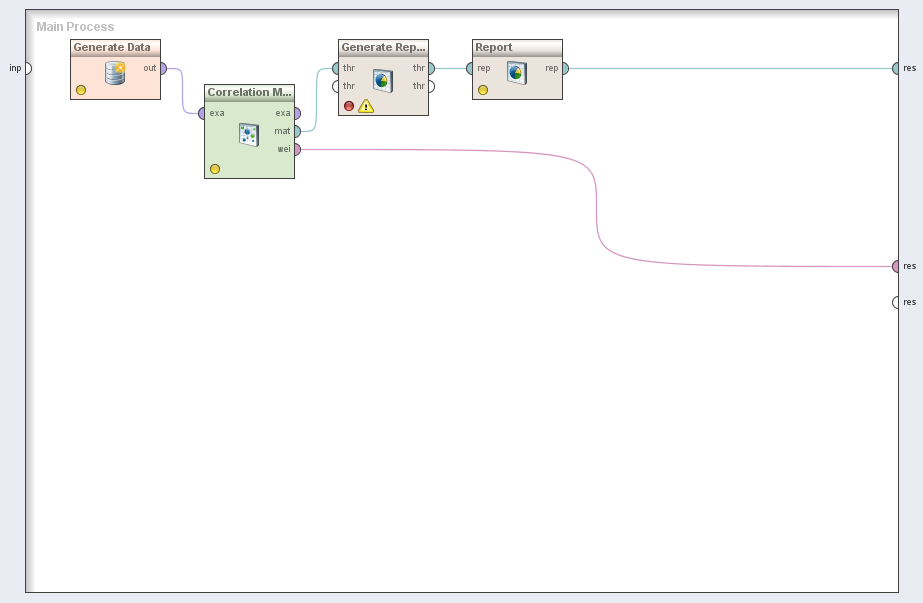 Main Process
inp
Generate Data
out
Correlation M...
exa
exa
mat
wei
Generate Rep...
thr
thr
thr
thr
Report
rep
rep
res
res
res